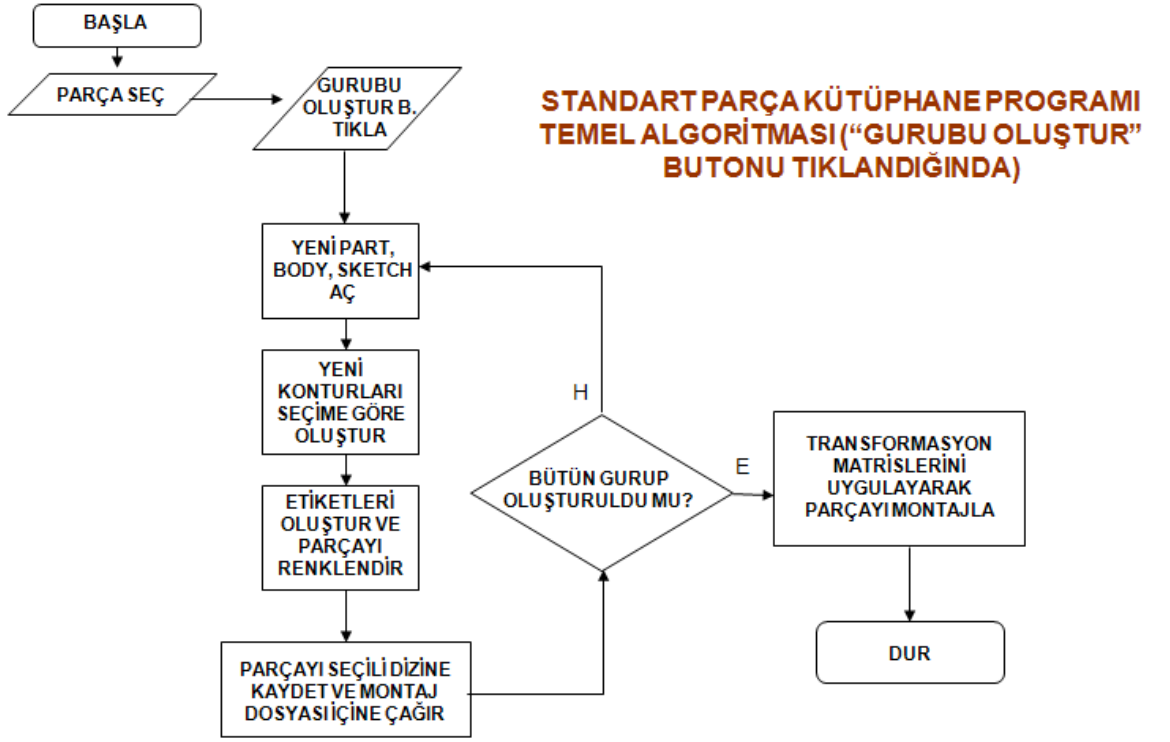 BAŞLA
PARÇA SEÇ
GURUBU
OLUŞTUR B.
TIKLA
STANDART PARÇA KÜTÜPHANE PROGRAMI
TEMEL ALGORİTMASI (“GURUBU OLUŞTUR”
BUTONU TIKLANDIĞINDA)
YENİ PART,
BODY, SKETCH
AÇ
YENİ
KONTURLARI
SEÇİME GÖRE
OLUŞTUR
ETİKETLERİ
OLUŞTUR VE
PARÇAYI
RENKLENDİR
PARÇAYI SEÇİLİ DİZİNE
KAYDET VE MONTAJ
DOSYASI İÇİNE ÇAĞIR
H
BÜTÜN GURUP
OLUŞTURULDU MU?
E
TRANSFORMASYON
MATRİSLERİNİ
UYGULAYARAK
PARÇAYI MONTAJLA
DUR